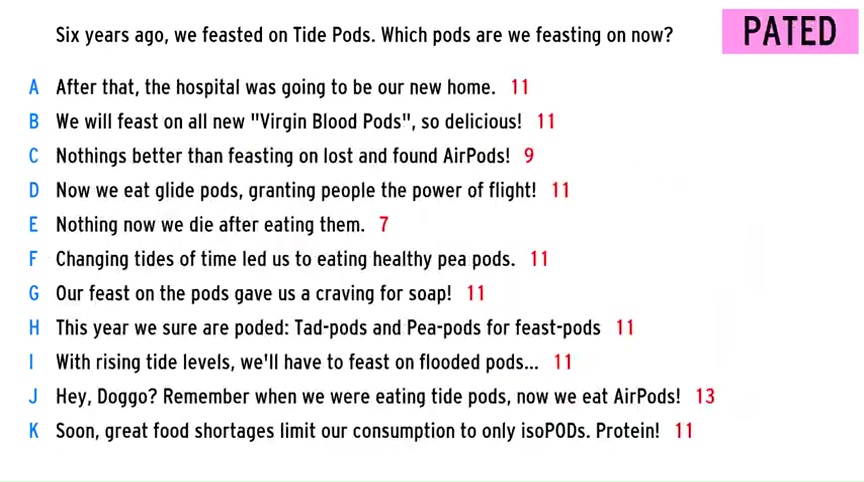 Six years ago, we feasted on Tide Pods. Which pods are we feasting on now?
PATED
A After that, the hospital was going to be our new home. 11
B We will feast on all new "Virgin Blood Pods", so delicious! 11
C Nothings better than feasting on lost and found AirPods! 9
D Now we eat glide pods, granting people the power of flight! 11
E Nothing now we die after eating them. 7
F Changing tides of time led us to eating healthy pea pods. 11
G Our feast on the pods gave us a craving for soap! 11
H This year we sure are poded: Tad-pods and Pea-pods for feast-pods 11
I With rising tide levels, we'll have to feast on flooded pods... 11
J Hey, Doggo? Remember when we were eating tide pods, now we eat AirPods! 13
K Soon, great food shortages limit our consumption to only isoPODs. Protein! 11